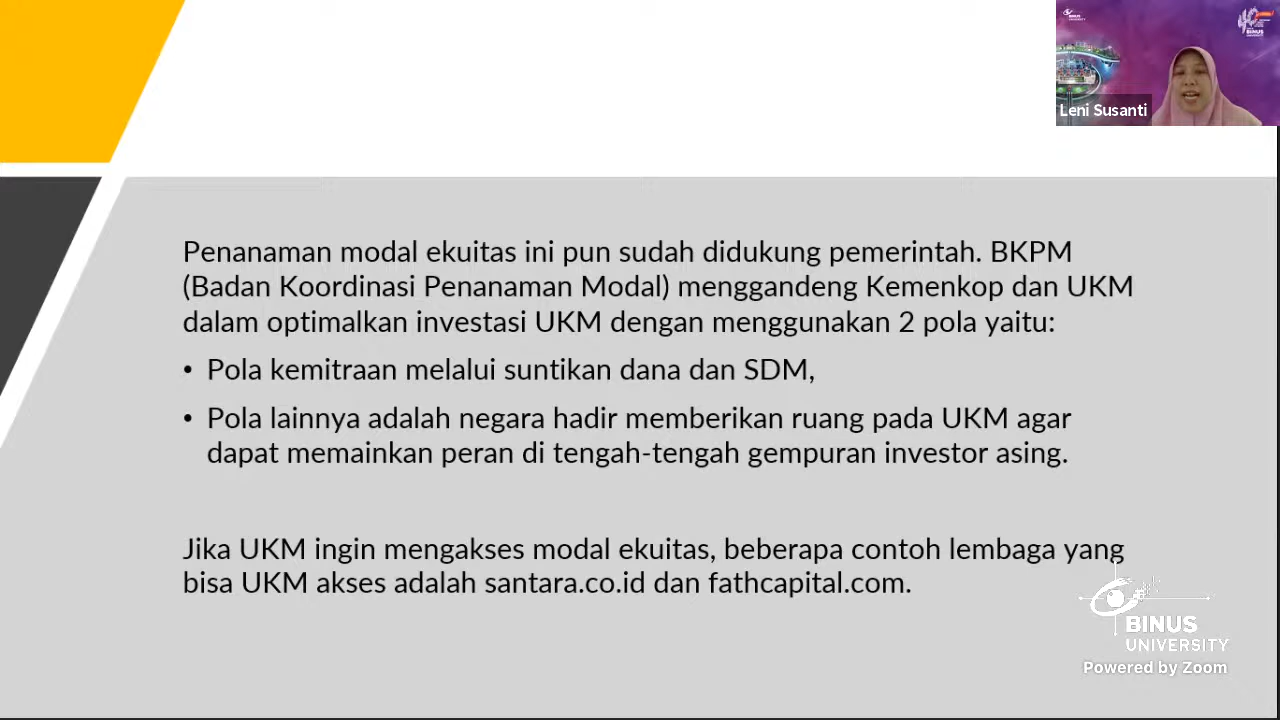 BINUS
UNIVERSITY
BINUS
UNIVERSITY
Leni Susanti
Penanaman modal ekuitas ini pun sudah didukung pemerintah. BKPM
(Badan Koordinasi Penanaman Modal) menggandeng Kemenkop dan UKM
dalam optimalkan investasi UKM dengan menggunakan 2 pola yaitu:
• Pola kemitraan melalui suntikan dana dan SDM,
• Pola lainnya adalah negara hadir memberikan ruang pada UKM agar
dapat memainkan peran di tengah-tengah gempuran investor asing.
Jika UKM ingin mengakses modal ekuitas, beberapa contoh lembaga yang
bisa UKM akses adalah santara.co.id dan fathcapital.com.
BINUS
UNIVERSITY
Powered by Zoom